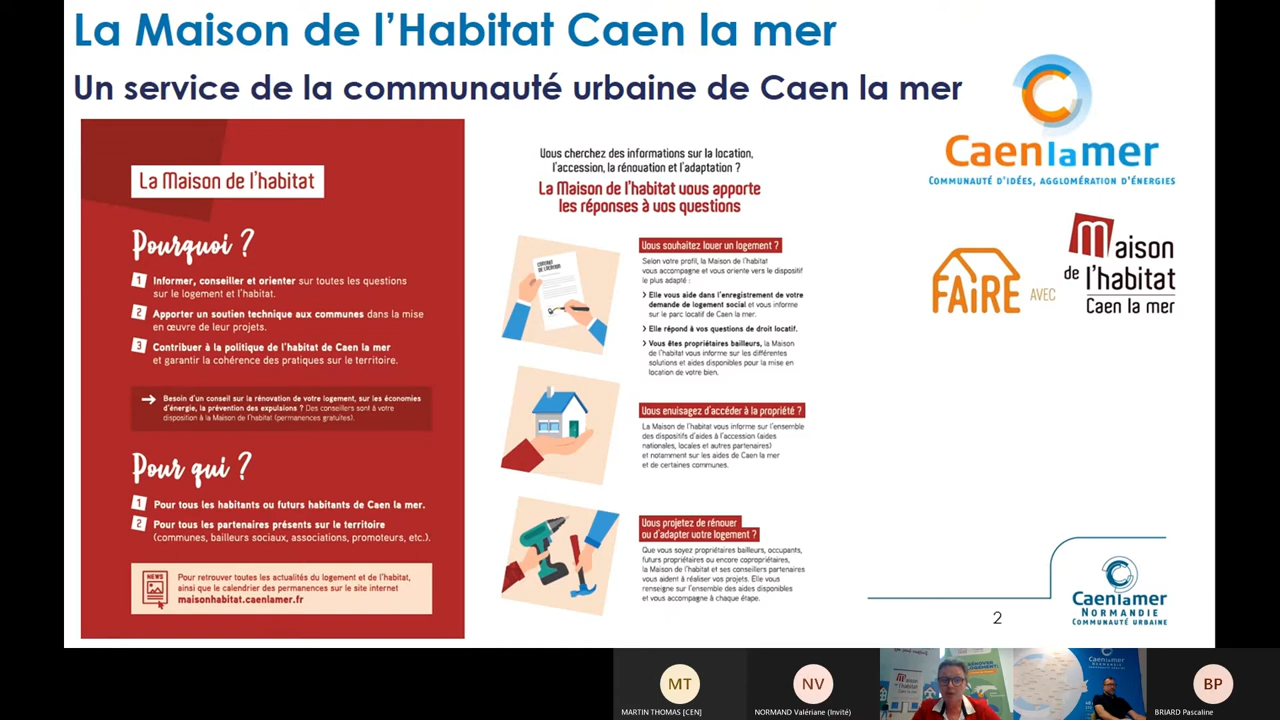 La Maison de l’Habitat Caen la mer
Un service de la communauté urbaine de Caen la mer
La Maison de l’habitat
Pourquoi ?
1 Informer, conseiller et orienter sur toutes les questions
sur le logement et l’habitat.
2 Apporter un soutien technique aux communes dans la mise
en œuvre de leur projets.
3 Contribuer à la politique de l’habitat de Caen la mer
et garantir la cohérence des pratiques sur le territoire.
Besoin d’un conseil sur la rénovation de votre logement, sur les économies
d’énergie, la prévention des expulsions ? Des conseillers sont à votre
disposition à la Maison de l’habitat (permanences gratuites).
Pour qui ?
1 Pour tous les habitants ou futurs habitants de Caen la mer.
2 Pour tous les partenaires présents sur le territoire
(communes, bailleurs sociaux, associations, promoteurs, etc.).
NEWS
Pour retrouver toutes les actualités du logement et de l’habitat,
ainsi que le calendrier des permanences sur le site internet
maisonhabitat.caenlamer.fr
Vous cherchez des informations sur la location,
l’accession, la rénovation et l’adaptation ?
La Maison de l’habitat vous apporte
les réponses à vos questions
CONTRAT
DE LOCATION
Vous souhaitez louer un logement ?
Selon votre profil, la Maison de l’habitat
vous accompagne et vous oriente vers le dispositif
le plus adapté :
Elle vous aide dans l’enregistrement de votre
demande de logement social et vous informe
sur le parc locatif de Caen la mer.
Elle répond à vos questions de droit locatif.
Vous êtes propriétaires bailleurs, la Maison
de l’habitat vous informe sur les différentes
solutions et aides disponibles pour la mise en
location de votre bien.
Vous envisagez d’accéder à la propriété ?
La Maison de l’habitat vous informe sur l’ensemble
des dispositifs d’aides à l’accession (aides
nationales, locales et autres partenaires)
et notamment sur les aides de Caen la mer
et de certaines communes.
Vous projetez de rénover
ou d’adapter votre logement ?
Que vous soyez propriétaires bailleurs, occupants,
futurs propriétaires ou encore copropriétaires,
la Maison de l’habitat et ses conseillers partenaires
vous aident à réaliser vos projets. Elle vous
renseigne sur l’ensemble des aides disponibles
et vous accompagne à chaque étape.
Caenlamer
COMMUNAUTÉ D’IDÉES, AGGLOMÉRATION D’ÉNERGIES
FAIRE AVEC
Maison
de l’habitat
Caen la mer
2
Caenlamer
NORMANDIE
COMMUNAUTÉ URBAINE
MT
MARTIN THOMAS [CEN]
NV
NORMAND Valériane (Invité)
BP
BRIARD Pascaline